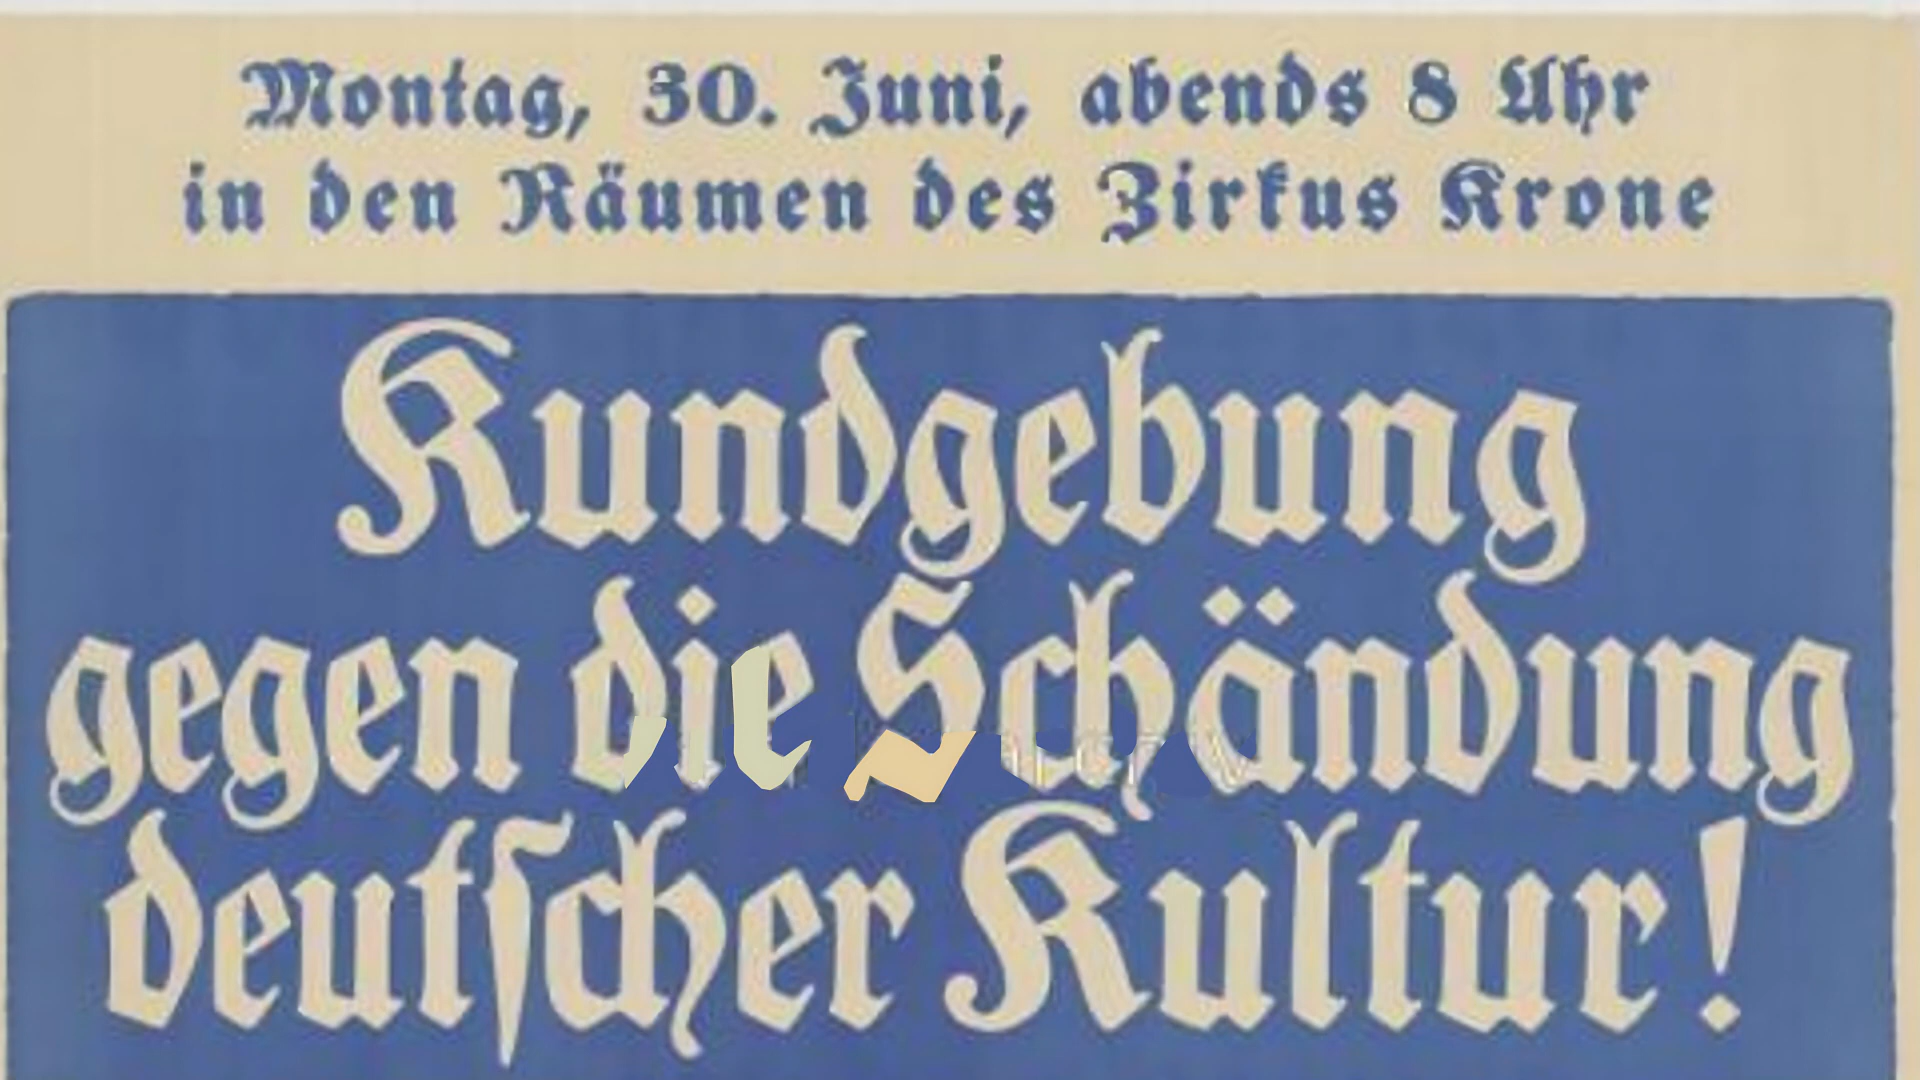 Montag, 30. Juni, abends 8 Uhr
in den Räumen des Zirkus Krone
Kundgebung
gegen die Schändung
deutscher Kultur!